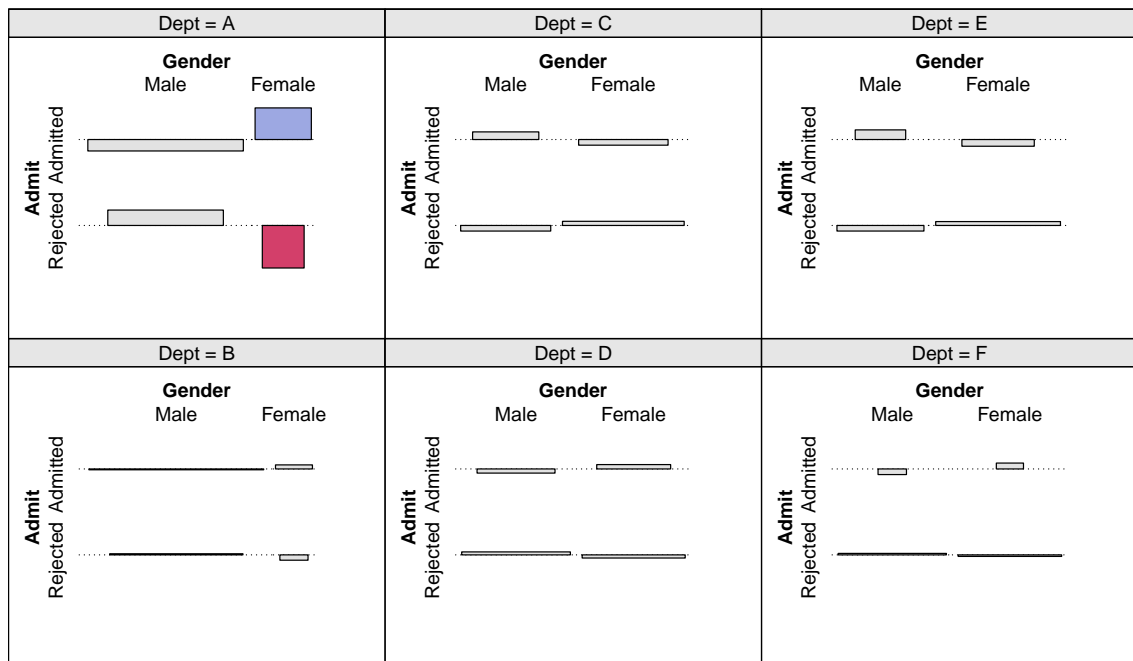 Dept = A
Gender
Male Female
Admit
Admitted
Rejected
Dept = C
Gender
Male Female
Admit
Admitted
Rejected
Dept = E
Gender
Male Female
Admit
Admitted
Rejected
Dept = B
Gender
Male Female
Admit
Admitted
Rejected
Dept = D
Gender
Male Female
Admit
Admitted
Rejected
Dept = F
Gender
Male Female
Admit
Admitted
Rejected